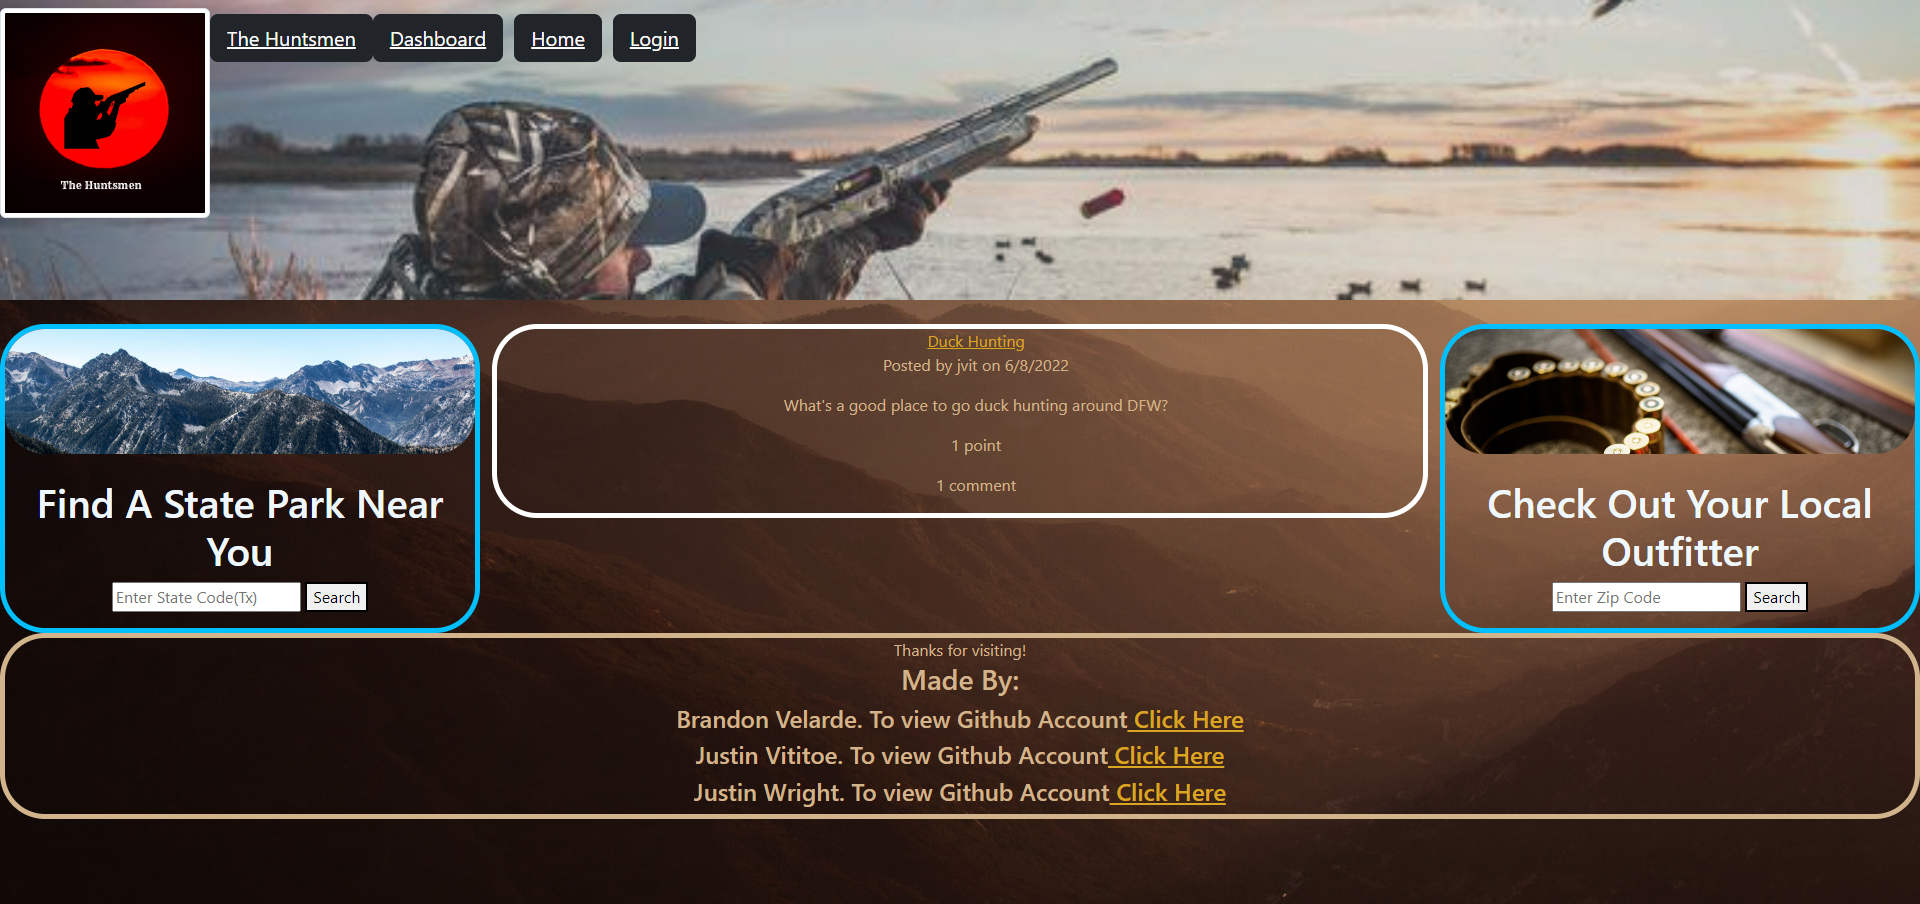 The Huntsmen
The Huntsmen Dashboard Home Login
Duck Hunting
Posted by jvit on 6/8/2022
What's a good place to go duck hunting around DFW?
1 point
1 comment
Find A State Park Near
You
Enter State Code(Tx) Search
Check Out Your Local
Outfitter
Enter Zip Code Search
Thanks for visiting!
Made By:
Brandon Velarde. To view Github Account Click Here
Justin Vititoe. To view Github Account Click Here
Justin Wright. To view Github Account Click Here